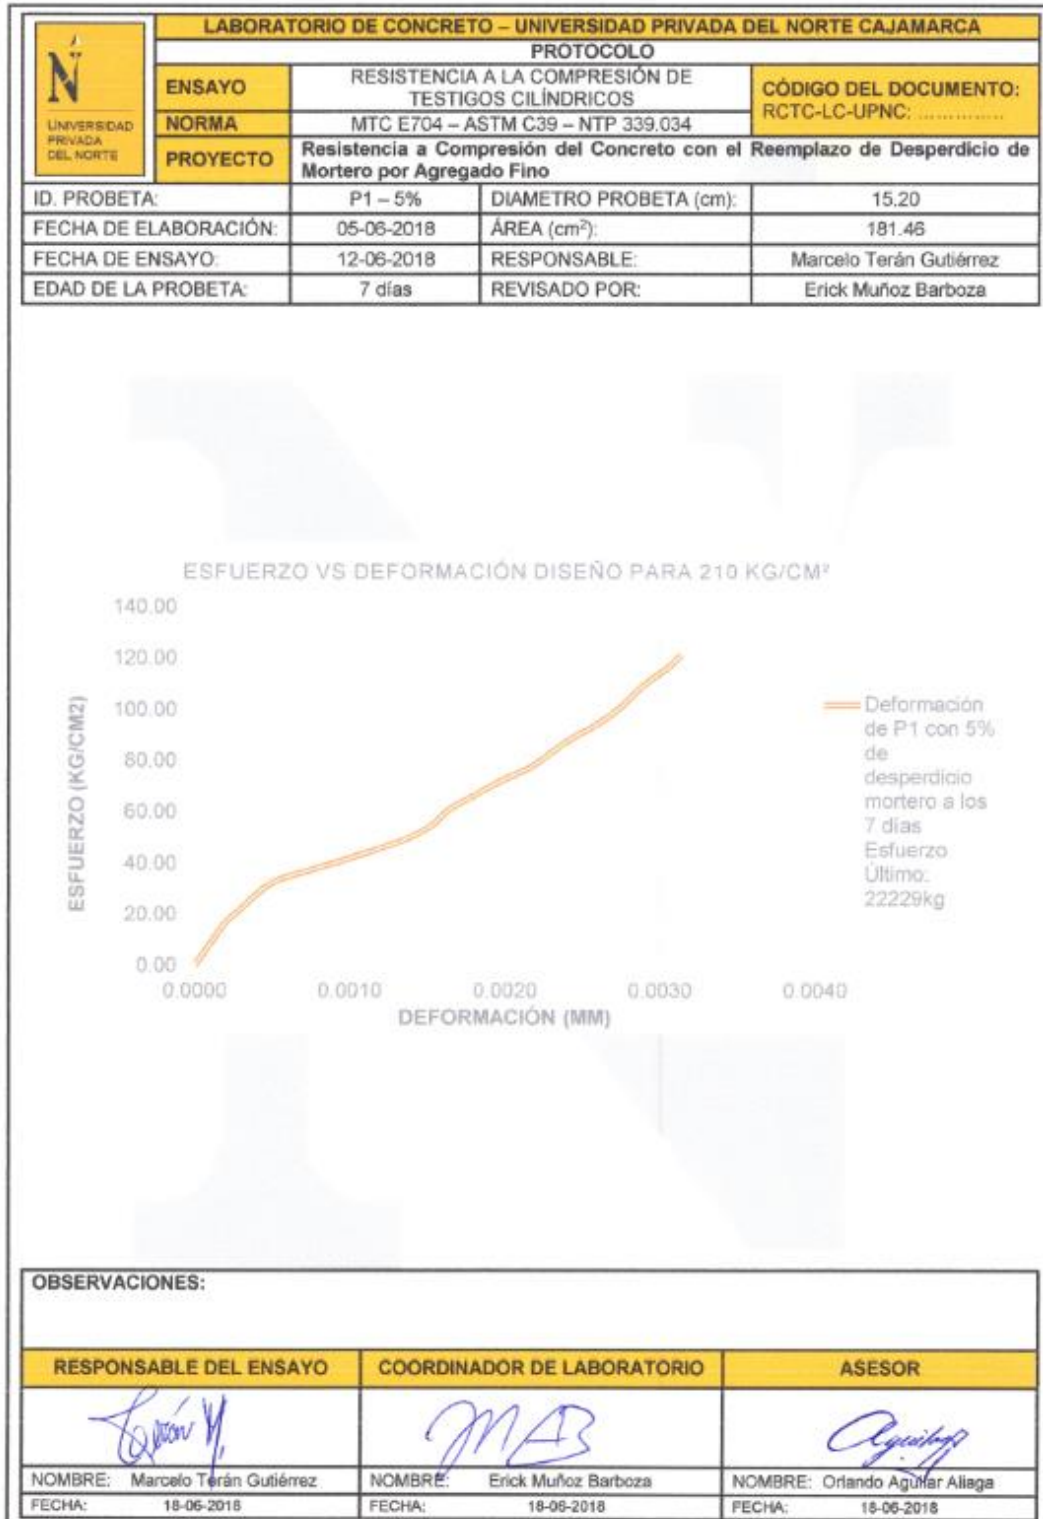 LABORATORIO DE CONCRETO – UNIVERSIDAD PRIVADA DEL NORTE CAJAMARCA
PROTOCOLO
N
UNIVERSIDAD
PRIVADA
DEL NORTE
ENSAYO
RESISTENCIA A LA COMPRESIÓN DE
TESTIGOS CILÍNDRICOS
CÓDIGO DEL DOCUMENTO:
RCTC-LC-UPNC: ..............
NORMA
MTC E704 – ASTM C39 – NTP 339.034
PROYECTO
Resistencia a Compresión del Concreto con el Reemplazo de Desperdicio de
Mortero por Agregado Fino
ID. PROBETA: P1 – 5% DIAMETRO PROBETA (cm): 15.20
FECHA DE ELABORACIÓN: 05-06-2018 ÁREA (cm²): 181.46
FECHA DE ENSAYO: 12-06-2018 RESPONSABLE: Marcelo Terán Gutiérrez
EDAD DE LA PROBETA: 7 días REVISADO POR: Erick Muñoz Barboza
ESFUERZO VS DEFORMACIÓN DISEÑO PARA 210 KG/CM²
140.00
120.00
100.00
80.00
60.00
40.00
20.00
0.00
ESFUERZO (KG/CM2)
0.0000 0.0010 0.0020 0.0030 0.0040
DEFORMACIÓN (MM)
Deformación
de P1 con 5%
de
desperdicio
mortero a los
7 días
Esfuerzo
Último:
22229kg
OBSERVACIONES:
RESPONSABLE DEL ENSAYO COORDINADOR DE LABORATORIO ASESOR
Terán M. MAB Aguilar
NOMBRE: Marcelo Terán Gutiérrez NOMBRE: Erick Muñoz Barboza NOMBRE: Orlando Aguilar Aliaga
FECHA: 18-06-2018 FECHA: 18-06-2018 FECHA: 18-06-2018